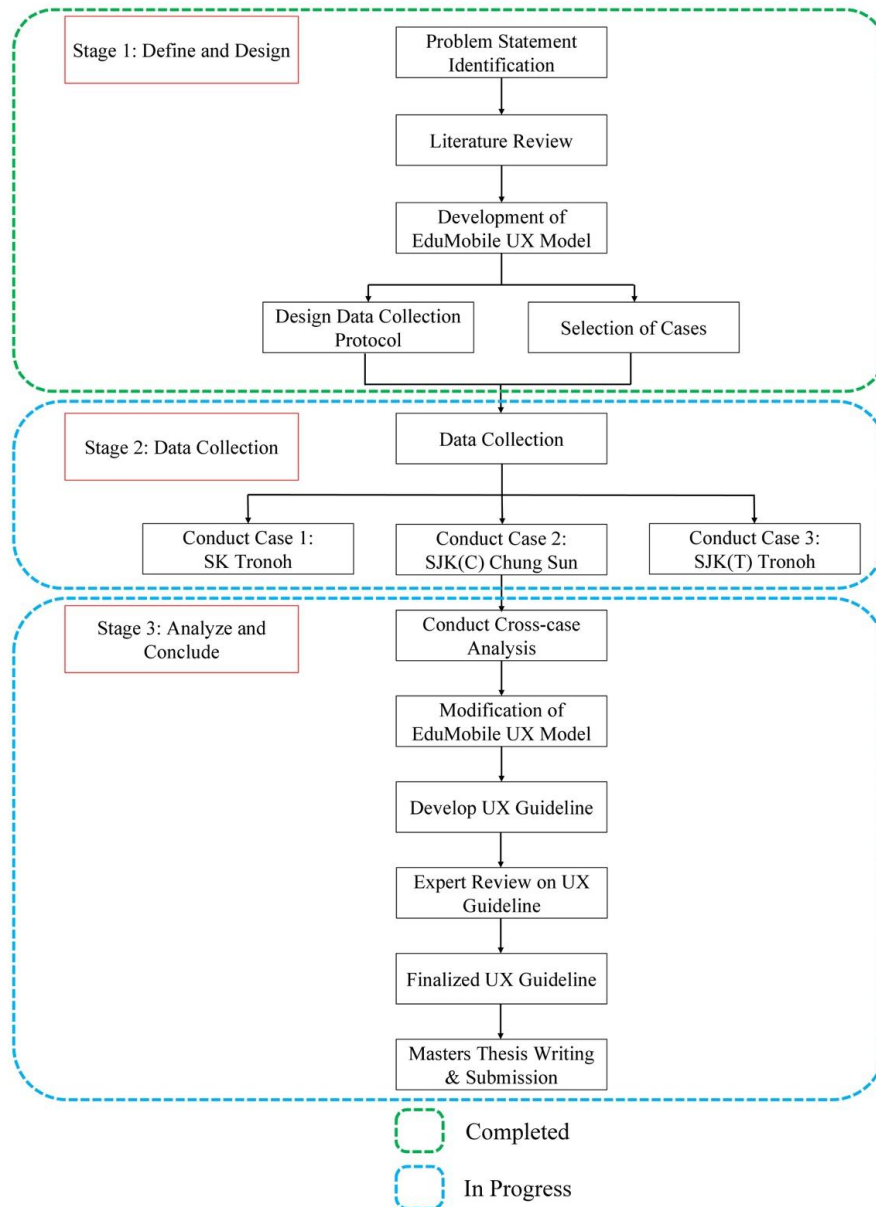 Stage 1: Define and Design
Problem Statement
Identification
Literature Review
Development of
EduMobile UX Model
Design Data Collection
Protocol
Selection of Cases
Stage 2: Data Collection
Data Collection
Conduct Case 1:
SK Tronoh
Conduct Case 2:
SJK(C) Chung Sun
Conduct Case 3:
SJK(T) Tronoh
Stage 3: Analyze and
Conclude
Conduct Cross-case
Analysis
Modification of
EduMobile UX Model
Develop UX Guideline
Expert Review on UX
Guideline
Finalized UX Guideline
Masters Thesis Writing
& Submission
Completed
In Progress